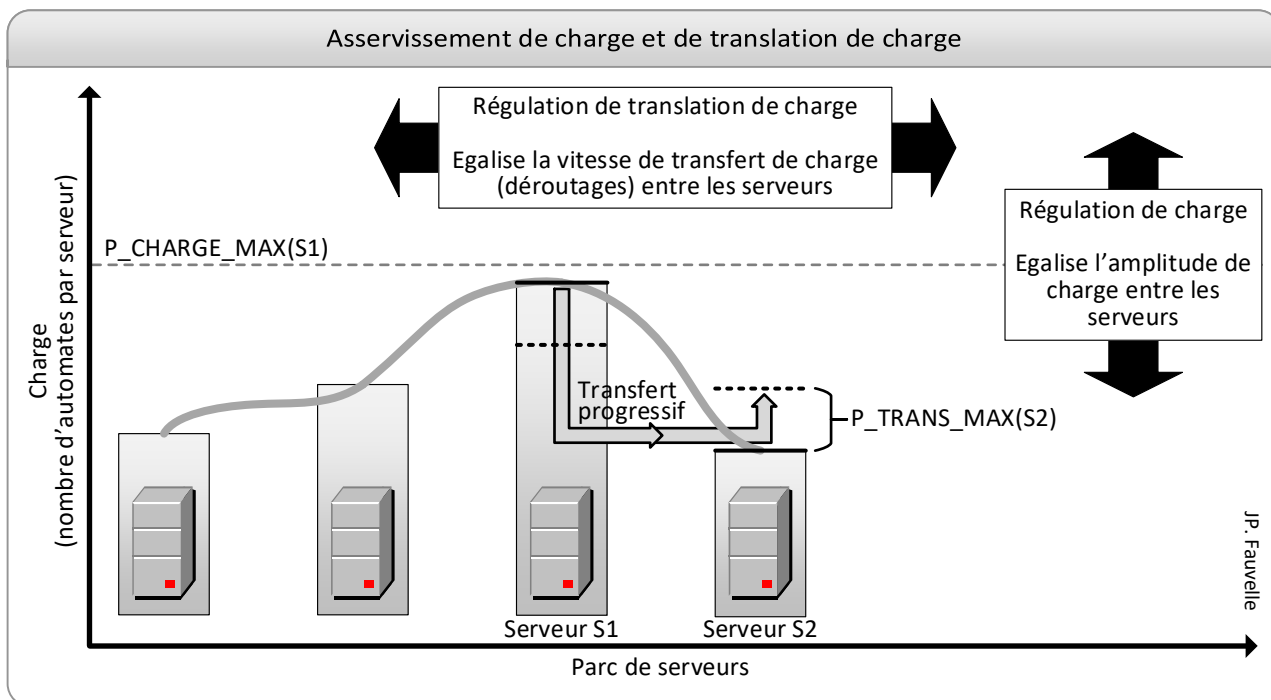 Asservissement de charge et de translation de charge
Régulation de translation de charge
Egalise la vitesse de transfert de charge
(déroutages) entre les serveurs
Régulation de charge
Egalise l’amplitude de
charge entre les
serveurs
P_CHARGE_MAX(S1)
Charge
(nombre d’automates par serveur)
Transfert
progressif
P_TRANS_MAX(S2)
JP. Fauvelle
Serveur S1
Serveur S2
Parc de serveurs